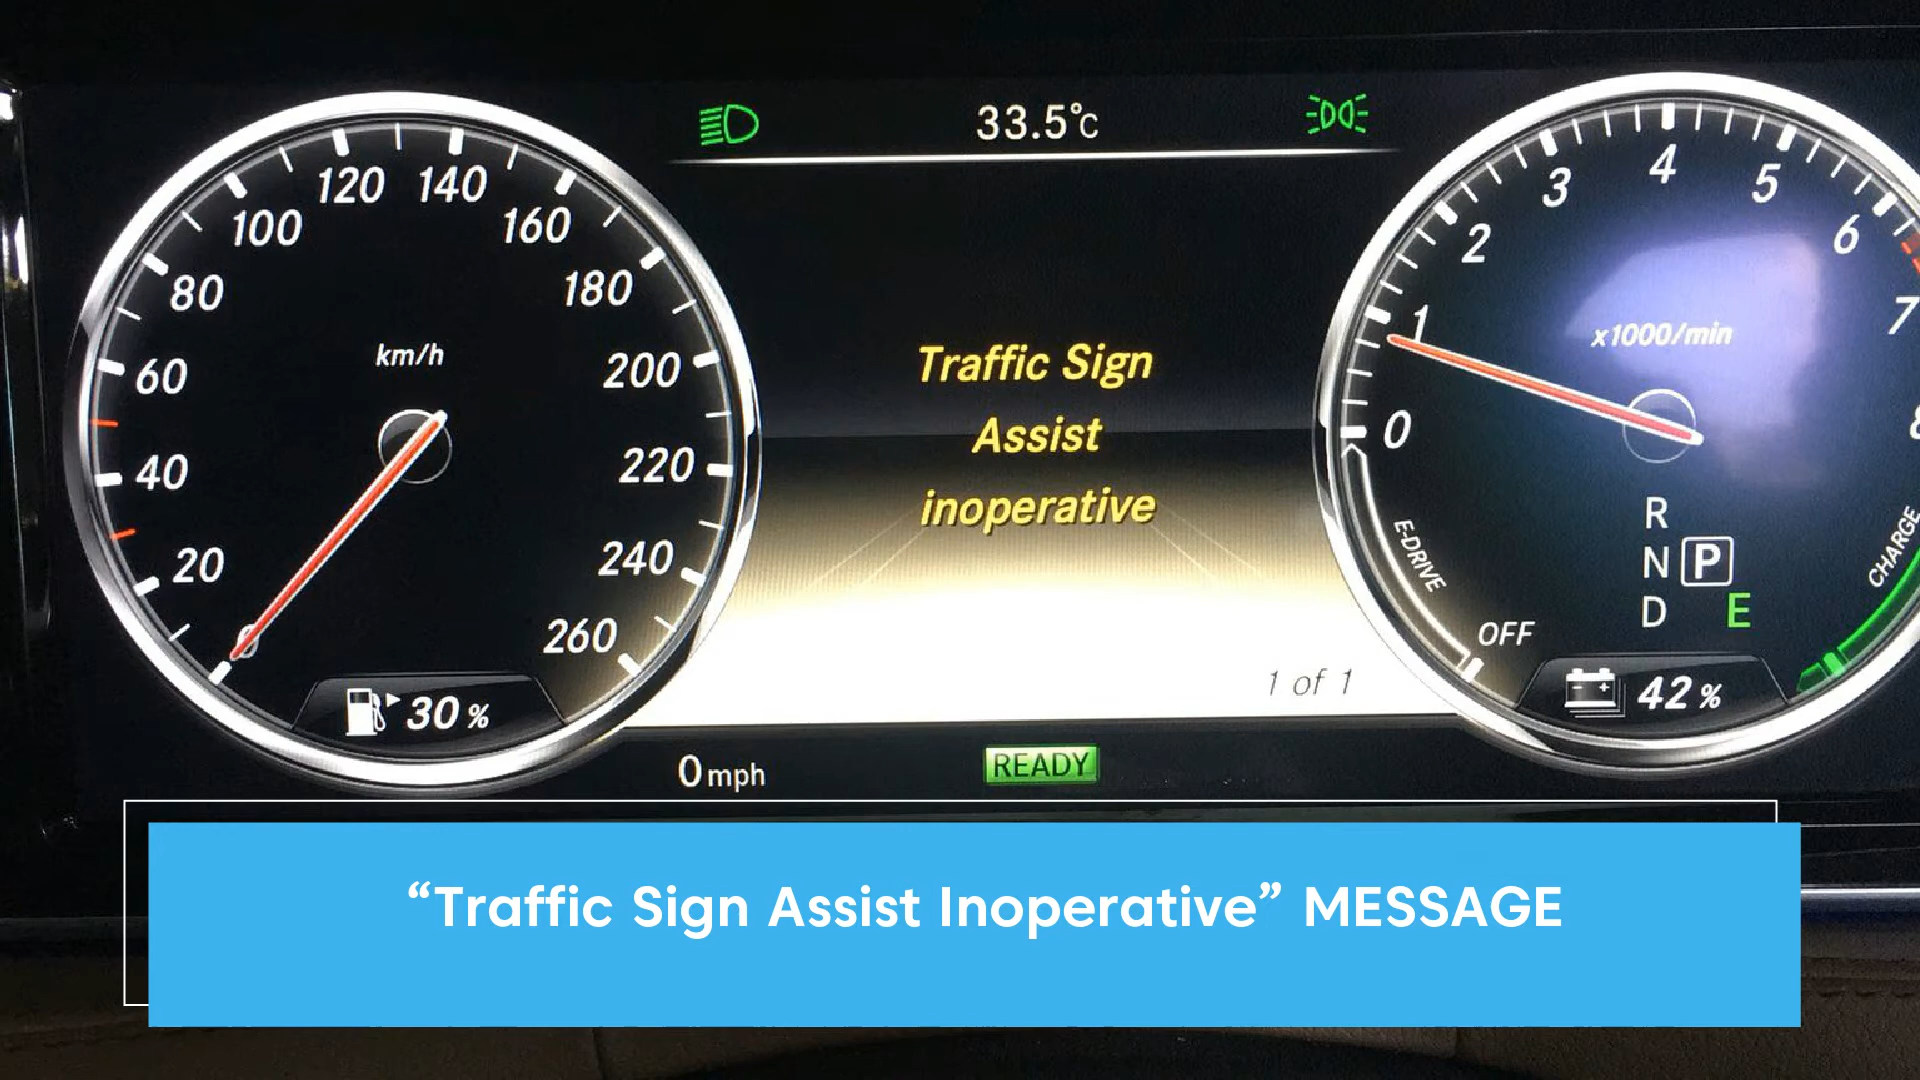 33.5°C
120 140
100 160
80 180
km/h
60 200
40 220
20 240
0 260
30 %
Traffic Sign
Assist
inoperative
1 of 1
0 mph
READY
4
3 5
2 6
1 7
x1000/min
0 8
R
N P
D E
E-DRIVE
CHARGE
OFF
42 %
“Traffic Sign Assist Inoperative” MESSAGE